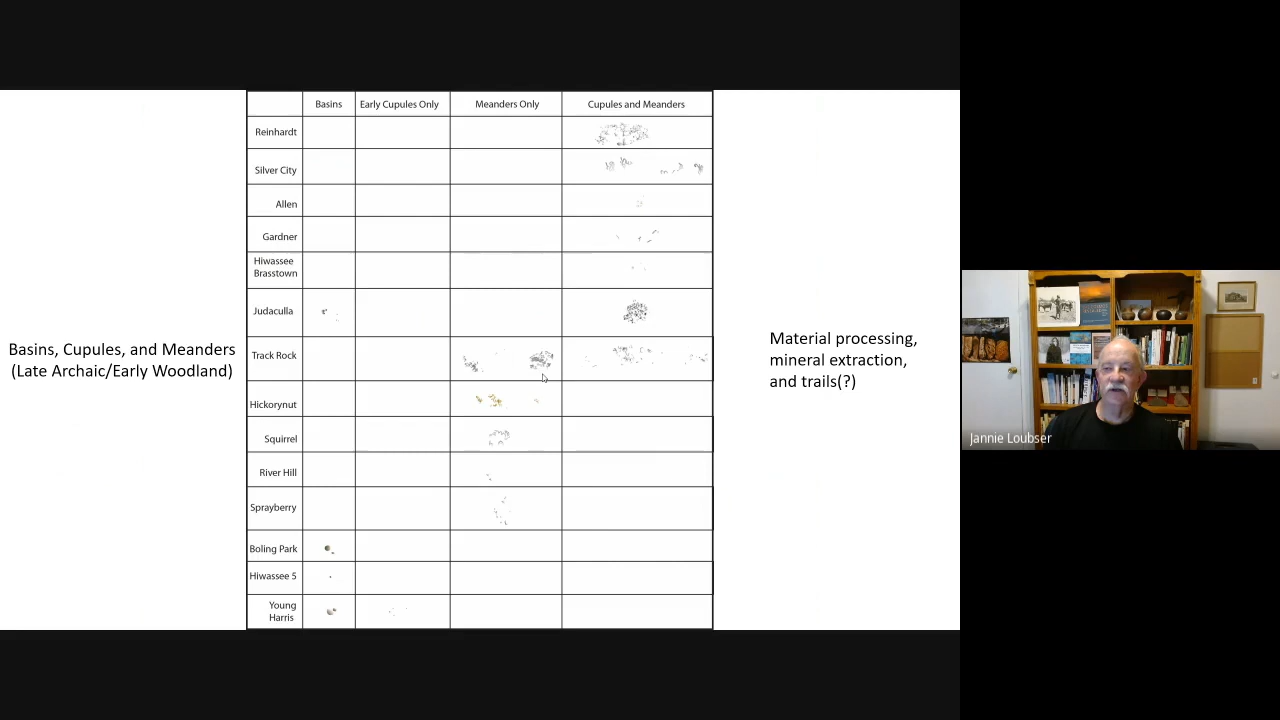 Basins Early Cupules Only Meanders Only Cupules and Meanders
Reinhardt
Silver City
Allen
Gardner
Hiwassee
Brasstown
Judaculla
Track Rock
Hickorynut
Squirrel
River Hill
Sprayberry
Boling Park
Hiwassee 5
Young
Harris
Basins, Cupules, and Meanders
(Late Archaic/Early Woodland)
Material processing,
mineral extraction,
and trails(?)
Jannie Loubser